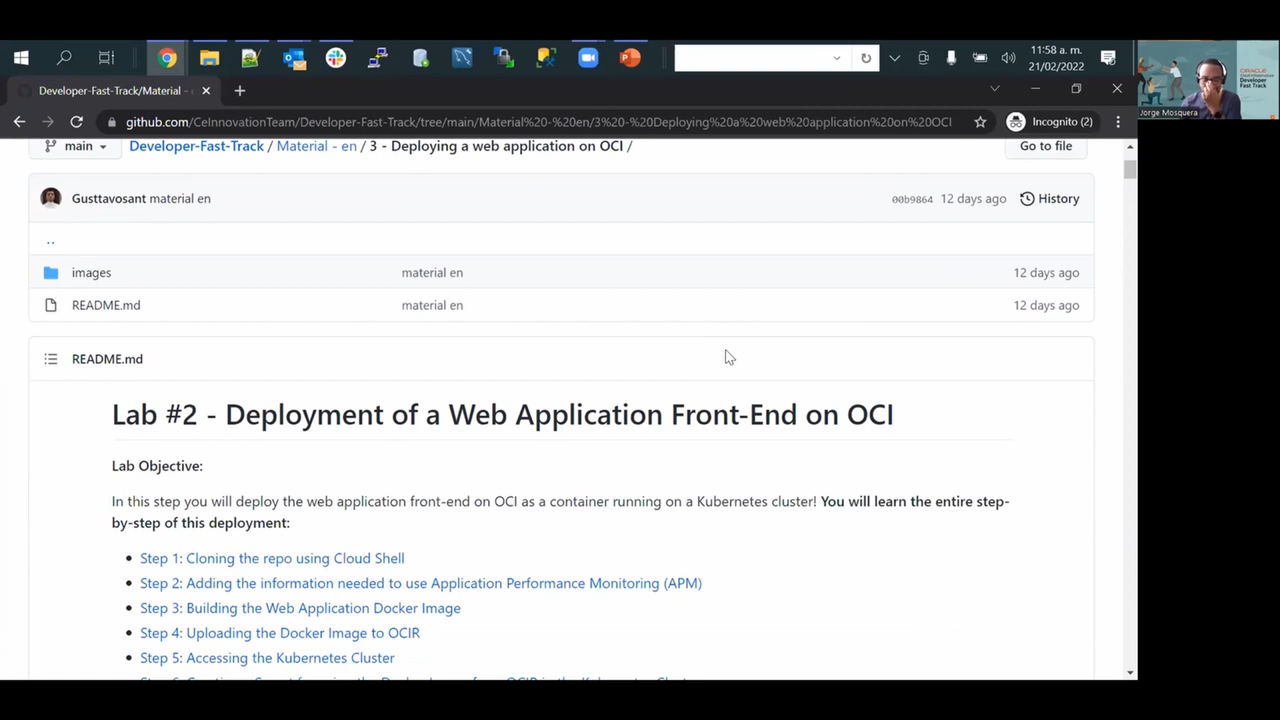 11:58 a. m.
21/02/2022
Developer-Fast-Track/Material -
github.com/CeInnovationTeam/Developer-Fast-Track/tree/main/Material%20-%20en/3%20-%20Deploying%20a%20web%20application%20on%20OCI
Incognito (2)
ORACLE
Developer
Fast Track
Jorge Mosquera
main
Developer-Fast-Track / Material - en / 3 - Deploying a web application on OCI /
Go to file
Gusttavosant material en
00b9864 12 days ago
History
..
images material en 12 days ago
README.md material en 12 days ago
README.md
Lab #2 - Deployment of a Web Application Front-End on OCI
Lab Objective:
In this step you will deploy the web application front-end on OCI as a container running on a Kubernetes cluster! You will learn the entire step-
by-step of this deployment:
Step 1: Cloning the repo using Cloud Shell
Step 2: Adding the information needed to use Application Performance Monitoring (APM)
Step 3: Building the Web Application Docker Image
Step 4: Uploading the Docker Image to OCIR
Step 5: Accessing the Kubernetes Cluster